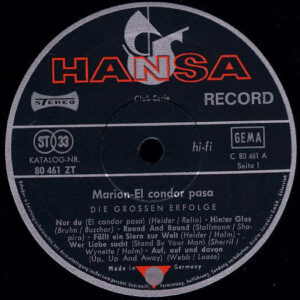 HANSA
Club-Serie
STEREO
RECORD
ST 33
hi-fi
GEMA
KATALOG-NR.
80 461 ZT
C 80 461 A
Seite 1
Marion-El condor pasa
DIE GROSSEN ERFOLGE
Nur du (El condor pasa) (Heider / Relin) · Hinter Glas
(Bruhn / Buschor) · Round And Round (Stallmann / Sha-
piro) · Fällt ein Stern zur Welt (Heider / Holm)
Wer Liebe sucht (Stand By Your Man) (Sherrill /
Wynette / Holm) · Auf, auf und davon
(Up, Up And Away) (Webb / Loose)
Made in Germany